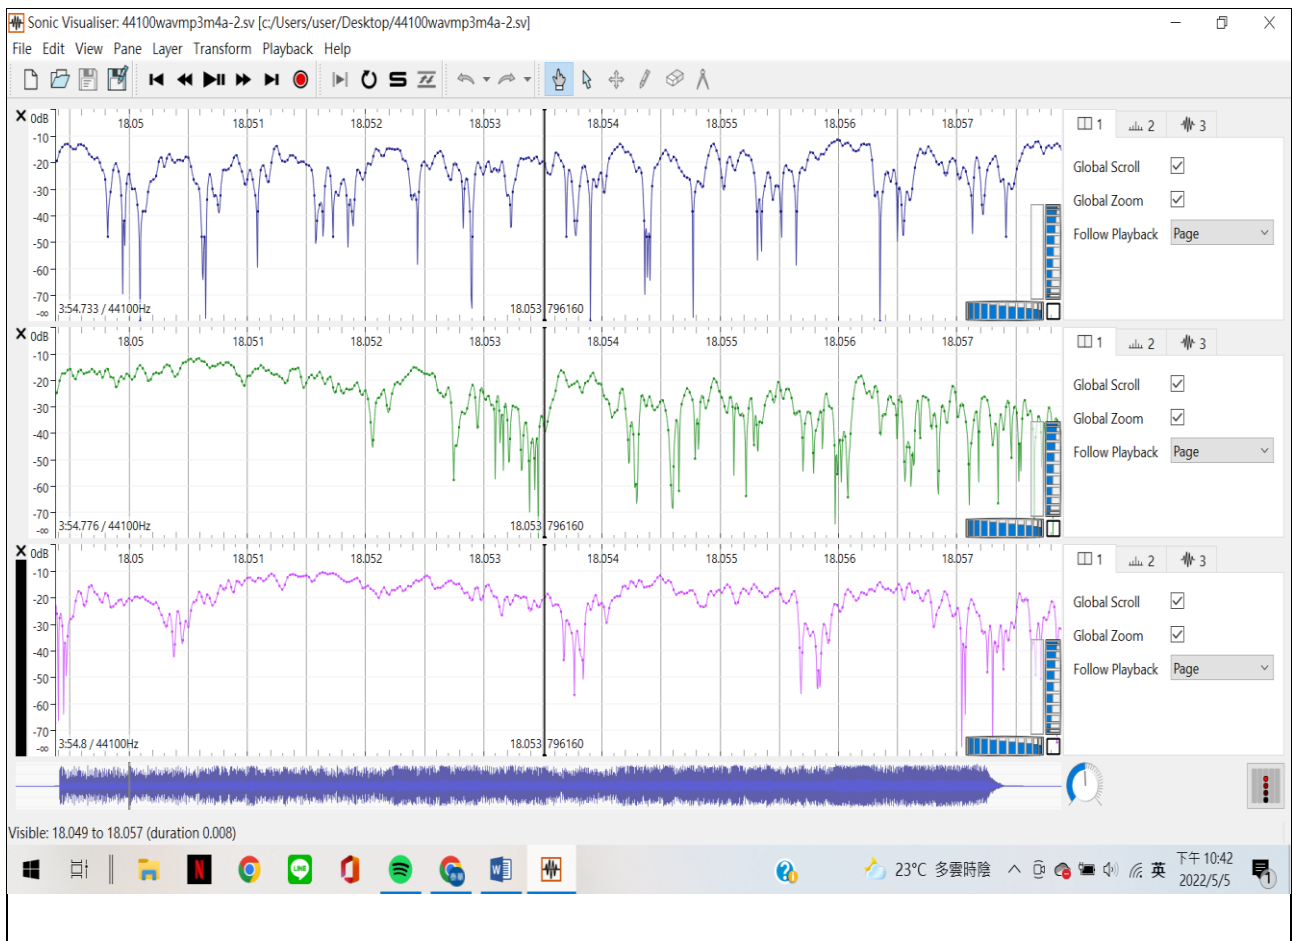 Sonic Visualiser: 44100wavmp3m4a-2.sv [c:/Users/user/Desktop/44100wavmp3m4a-2.sv]
File Edit View Pane Layer Transform Playback Help
0dB 18.05 18.051 18.052 18.053 18.054 18.055 18.056 18.057
-10
-20
-30
-40
-50
-60
-70
-∞
3:54.733 / 44100Hz 18.053 796160
1 2 3
Global Scroll
Global Zoom
Follow Playback Page
0dB 18.05 18.051 18.052 18.053 18.054 18.055 18.056 18.057
-10
-20
-30
-40
-50
-60
-70
-∞
3:54.776 / 44100Hz 18.053 796160
1 2 3
Global Scroll
Global Zoom
Follow Playback Page
0dB 18.05 18.051 18.052 18.053 18.054 18.055 18.056 18.057
-10
-20
-30
-40
-50
-60
-70
-∞
3:54.8 / 44100Hz 18.053 796160
1 2 3
Global Scroll
Global Zoom
Follow Playback Page
Visible: 18.049 to 18.057 (duration 0.008)
N LINE W 23°C 多雲時陰 英 下午 10:42
2022/5/5
1